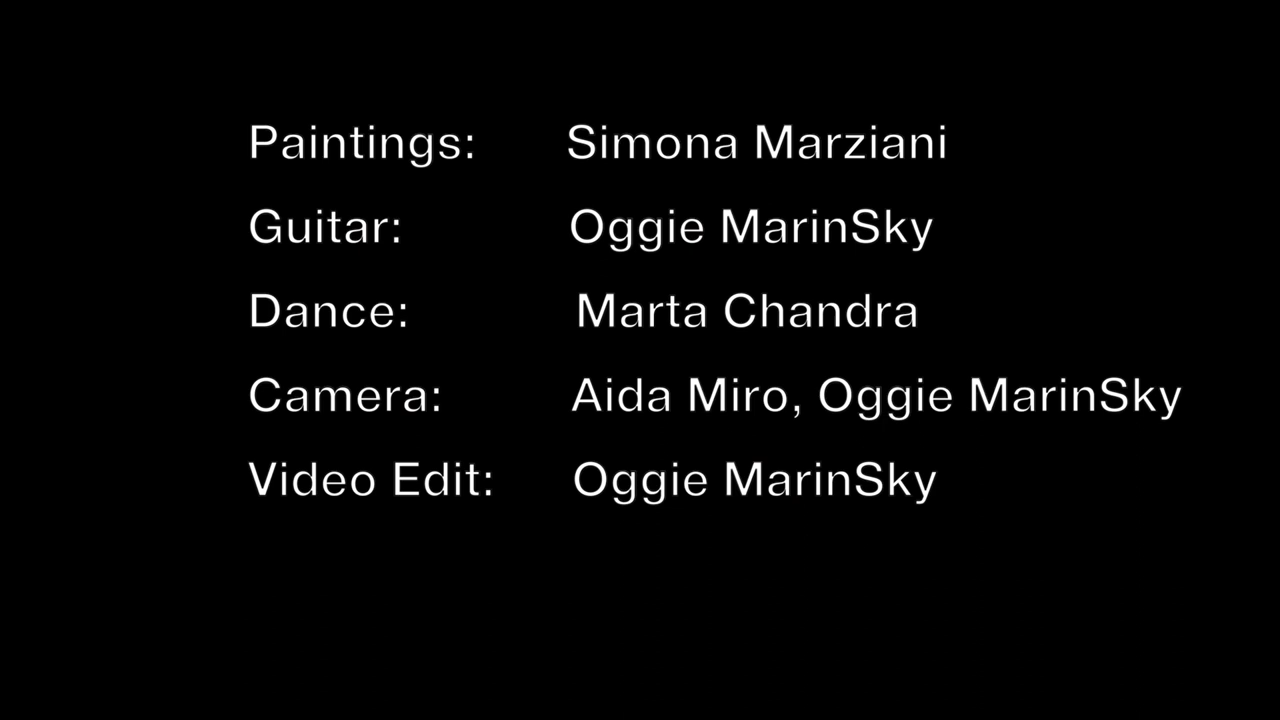 Paintings: Simona Marziani
Guitar: Oggie MarinSky
Dance: Marta Chandra
Camera: Aida Miro, Oggie MarinSky
Video Edit: Oggie MarinSky